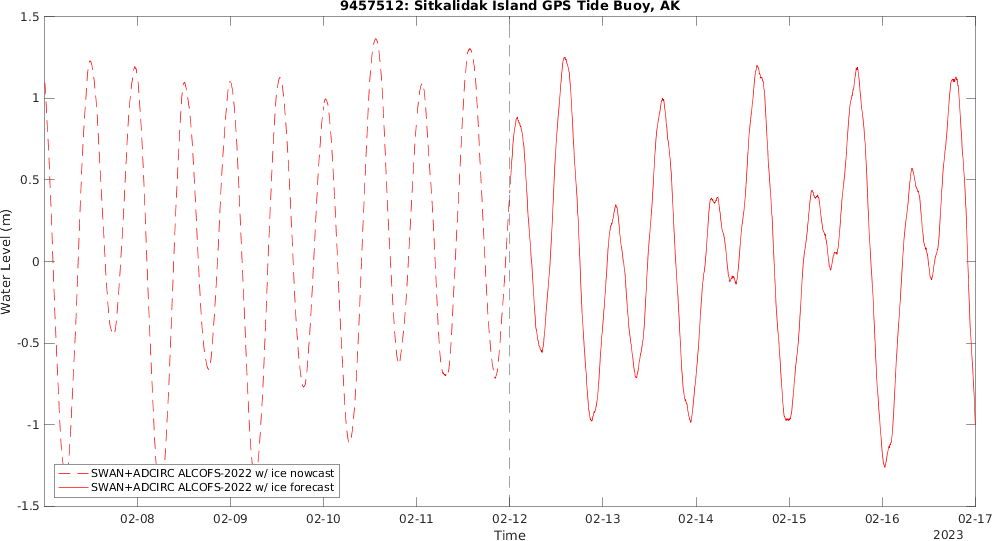 9457512: Sitkalidak Island GPS Tide Buoy, AK
1.5
1
0.5
0
-0.5
-1
-1.5
Water Level (m)
SWAN+ADCIRC ALCOFS-2022 w/ ice nowcast
SWAN+ADCIRC ALCOFS-2022 w/ ice forecast
02-08 02-09 02-10 02-11 02-12 02-13 02-14 02-15 02-16 02-17
Time
2023